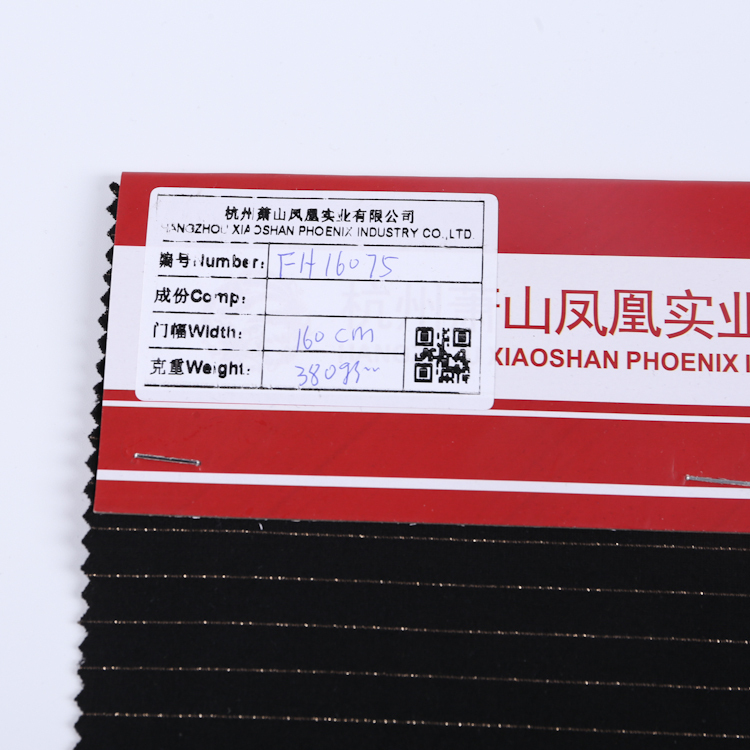 杭州萧山凤凰实业有限公司
HANGZHOU XIAOSHAN PHOENIX INDUSTRY CO.,LTD.
编号Number: FH16075
成份Comp:
门幅Width: 160cm
克重Weight: 380g
山凤凰实业
XIAOSHAN PHOENIX I